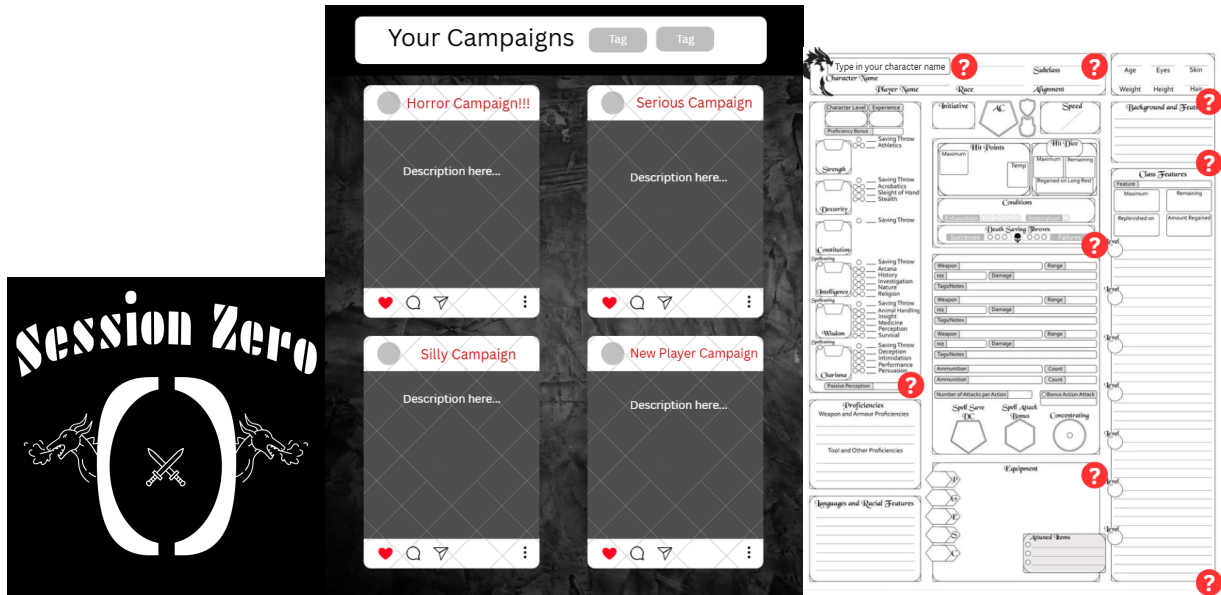 Session Zero
0
Your Campaigns
Tag Tag
Horror Campaign!!!
Description here...
Serious Campaign
Description here...
Silly Campaign
Description here...
New Player Campaign
Description here...
Type in your character name
?
Subclass
?
Character Name
Player Name
Race
Alignment
Age Eyes Skin
Weight Height Hair
?
Character Level Experience
Proficiency Bonus
Saving Throw
Athletics
Strength
Saving Throw
Acrobatics
Sleight of Hand
Stealth
Dexterity
Saving Throw
Constitution
Spellcasting
Saving Throw
Arcana
History
Investigation
Nature
Religion
Intelligence
Spellcasting
Saving Throw
Animal Handling
Insight
Medicine
Perception
Survival
Wisdom
Spellcasting
Saving Throw
Deception
Intimidation
Performance
Persuasion
Charisma
Passive Perception
?
Proficiencies
Weapon and Armour Proficiencies
Tool and Other Proficiencies
Languages and Racial Features
Initiative
AC
Speed
Hit Points
Maximum
Temp
Hit Dice
Maximum Remaining
Regained on Long Rest
Conditions
Exhaustion
Inspiration
Death Saving Throws
Successes
Failures
?
Weapon Range
Hit Damage
Tags/Notes
Weapon Range
Hit Damage
Tags/Notes
Weapon Range
Hit Damage
Tags/Notes
Ammunition Count
Ammunition Count
Number of Attacks per Action
Bonus Action Attack
Spell Save
DC
Spell Attack
Bonus
Concentrating
Equipment
?
P
G
E
S
C
Attuned Items
Background and Featu
?
Class Features
Feature
Maximum Remaining
Replenished on Amount Regained
Level
Level
Level
Level
Level
Level
Level
?